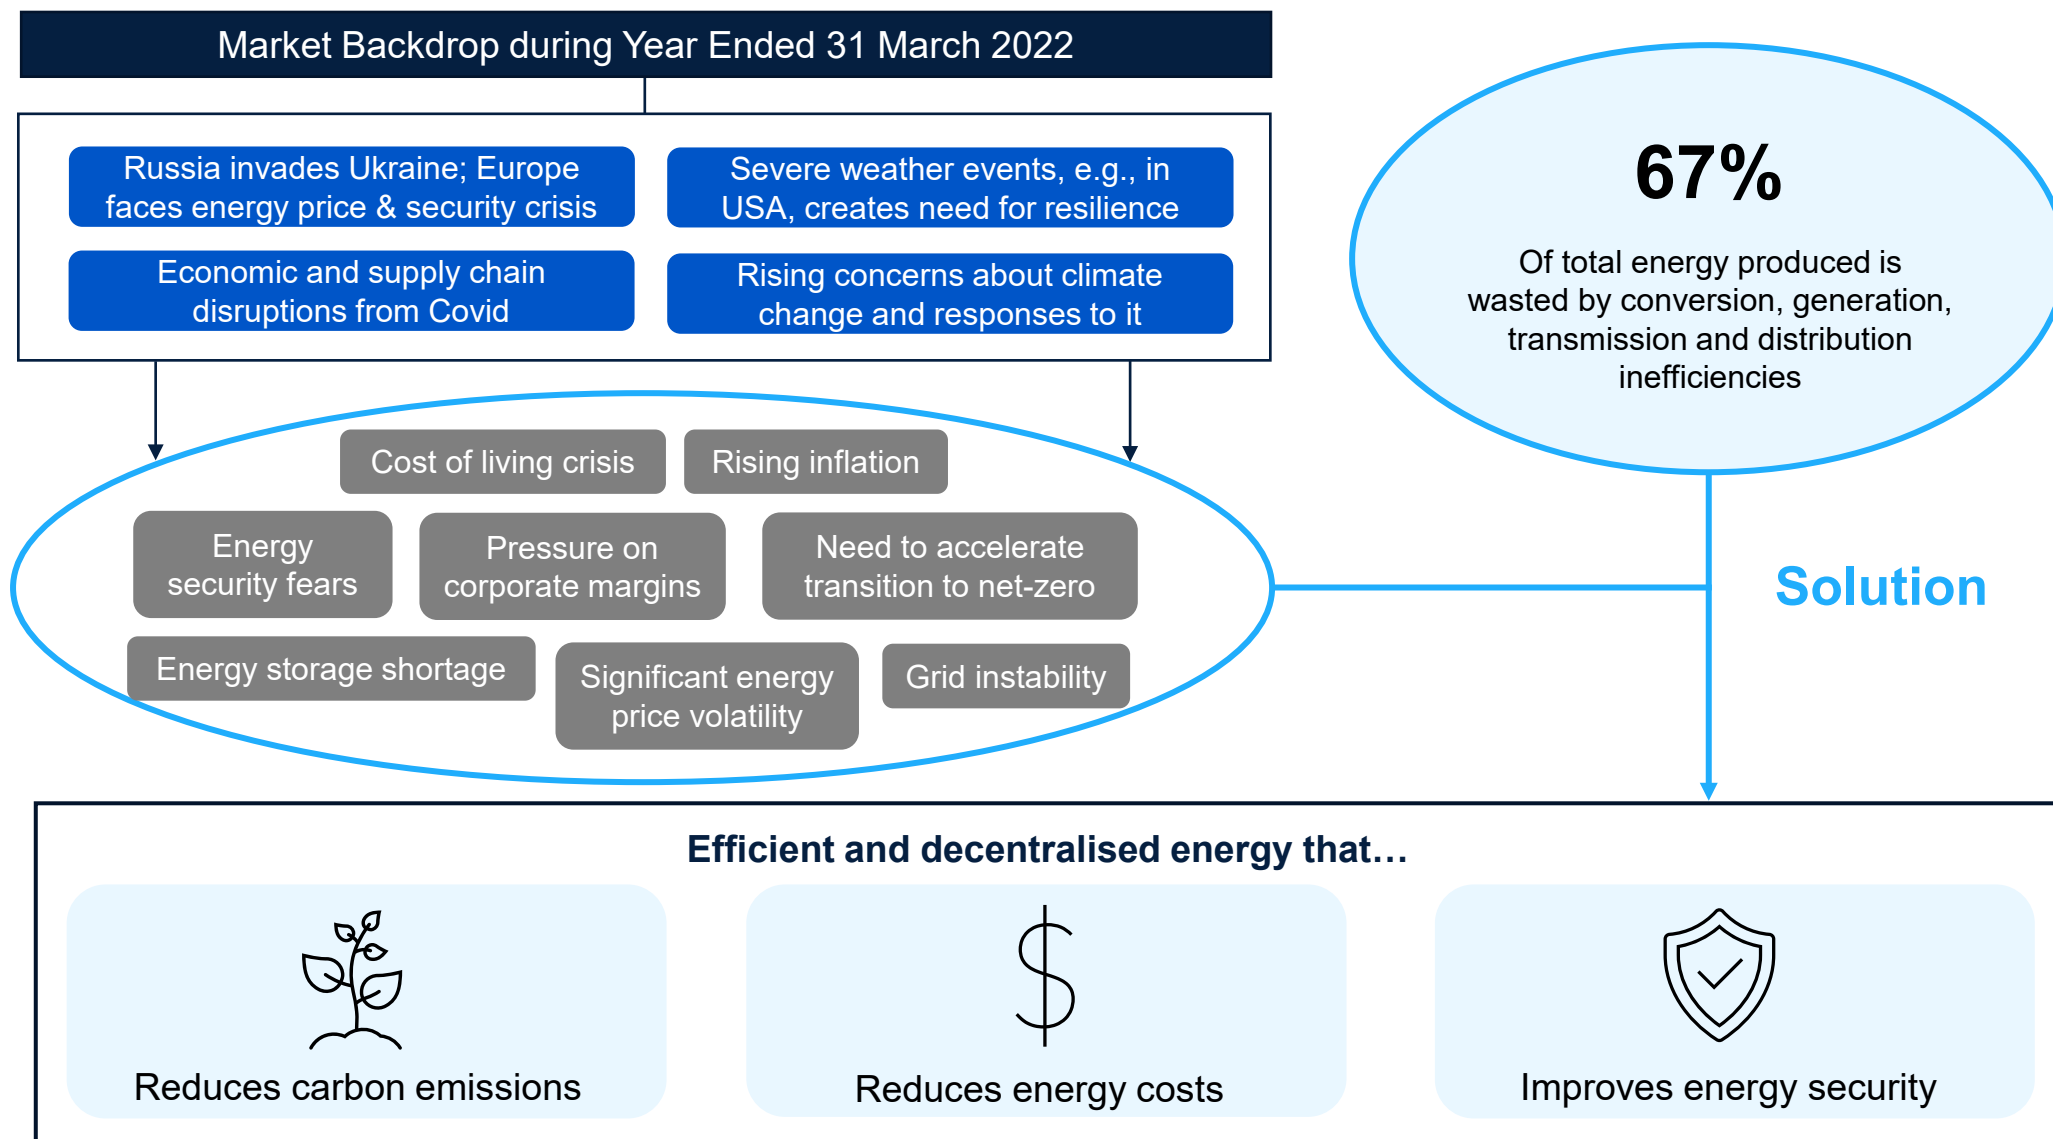 Market Backdrop during Year Ended 31 March 2022
Russia invades Ukraine; Europe
faces energy price & security crisis
Severe weather events, e.g., in
USA, creates need for resilience
Economic and supply chain
disruptions from Covid
Rising concerns about climate
change and responses to it
67%
Of total energy produced is
wasted by conversion, generation,
transmission and distribution
inefficiencies
Cost of living crisis
Rising inflation
Energy
security fears
Pressure on
corporate margins
Need to accelerate
transition to net-zero
Energy storage shortage
Significant energy
price volatility
Grid instability
Solution
Efficient and decentralised energy that…
Reduces carbon emissions
Reduces energy costs
Improves energy security